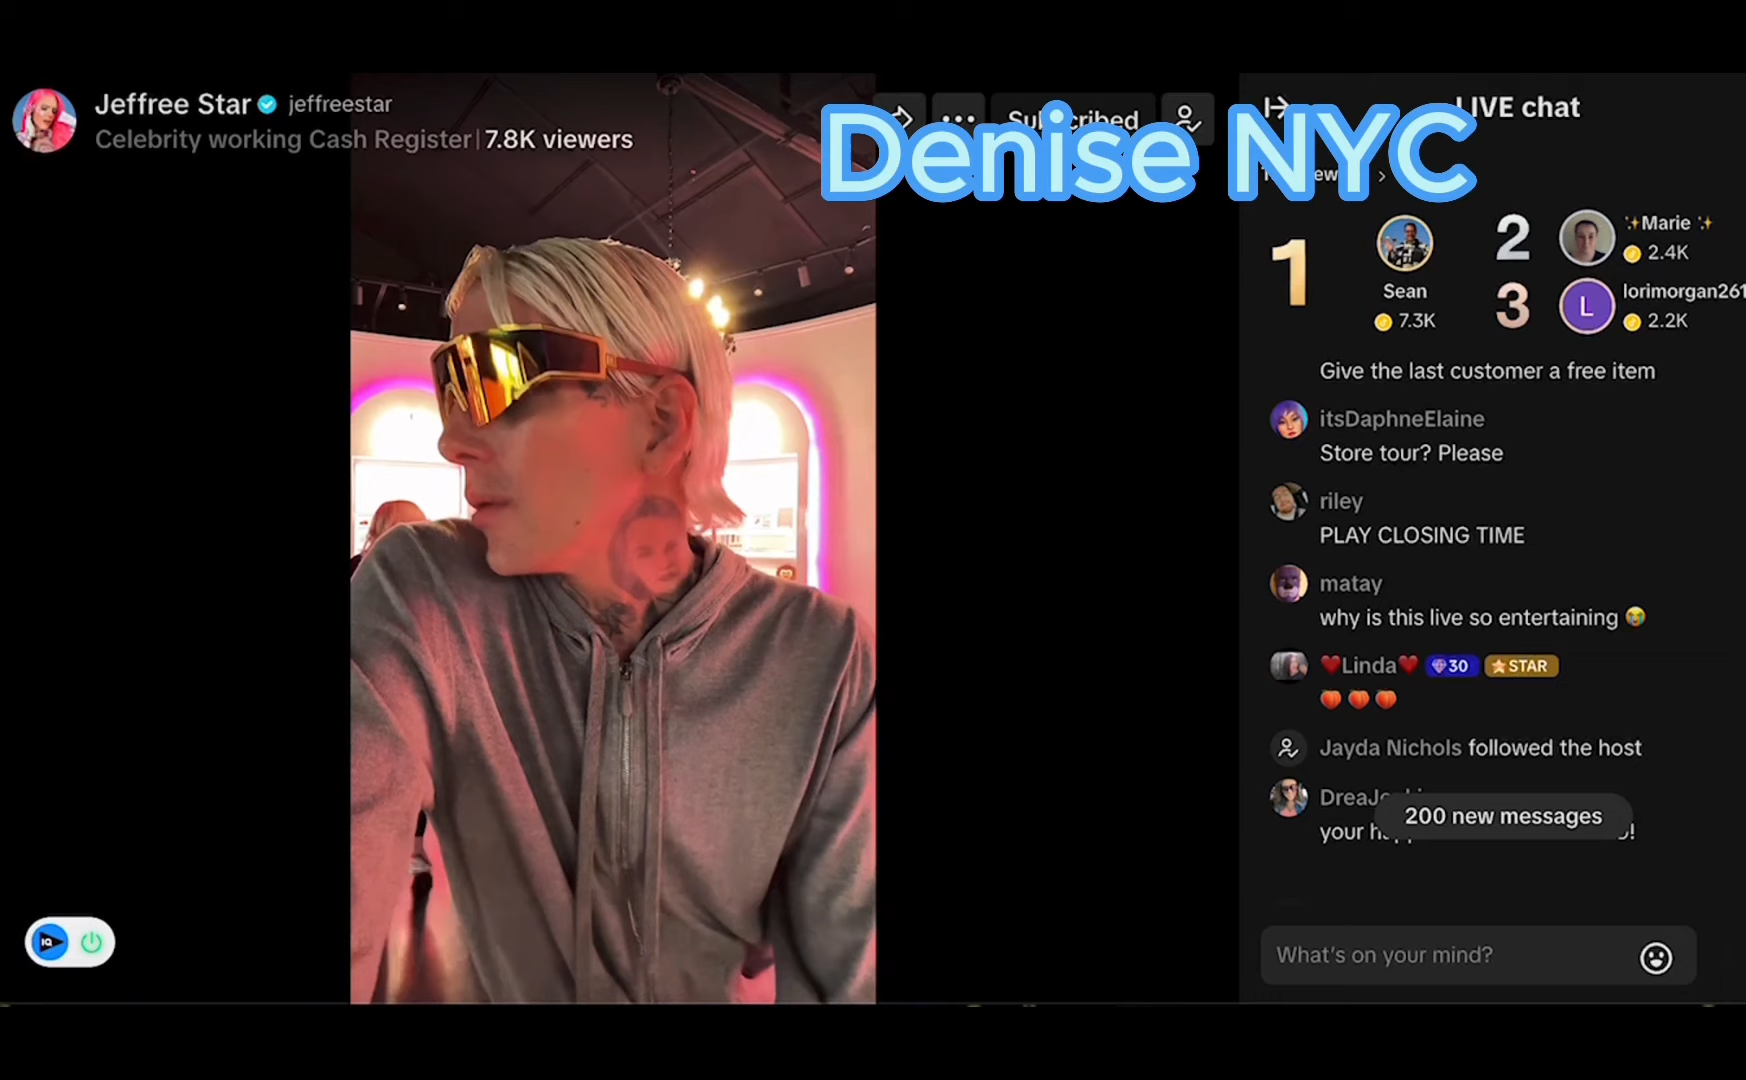 Jeffree Star jeffreestar
Celebrity working Cash Register | 7.8K viewers
Subscribed
Denise NYC
LIVE chat
1
Sean
7.3K
2
✨Marie ✨
2.4K
3
L
lorimorgan261
2.2K
Give the last customer a free item
itsDaphneElaine
Store tour? Please
riley
PLAY CLOSING TIME
matay
why is this live so entertaining 😭
❤️Linda❤️ 30 STAR
🍑 🍑 🍑
Jayda Nichols followed the host
200 new messages
your
What's on your mind?
IQ